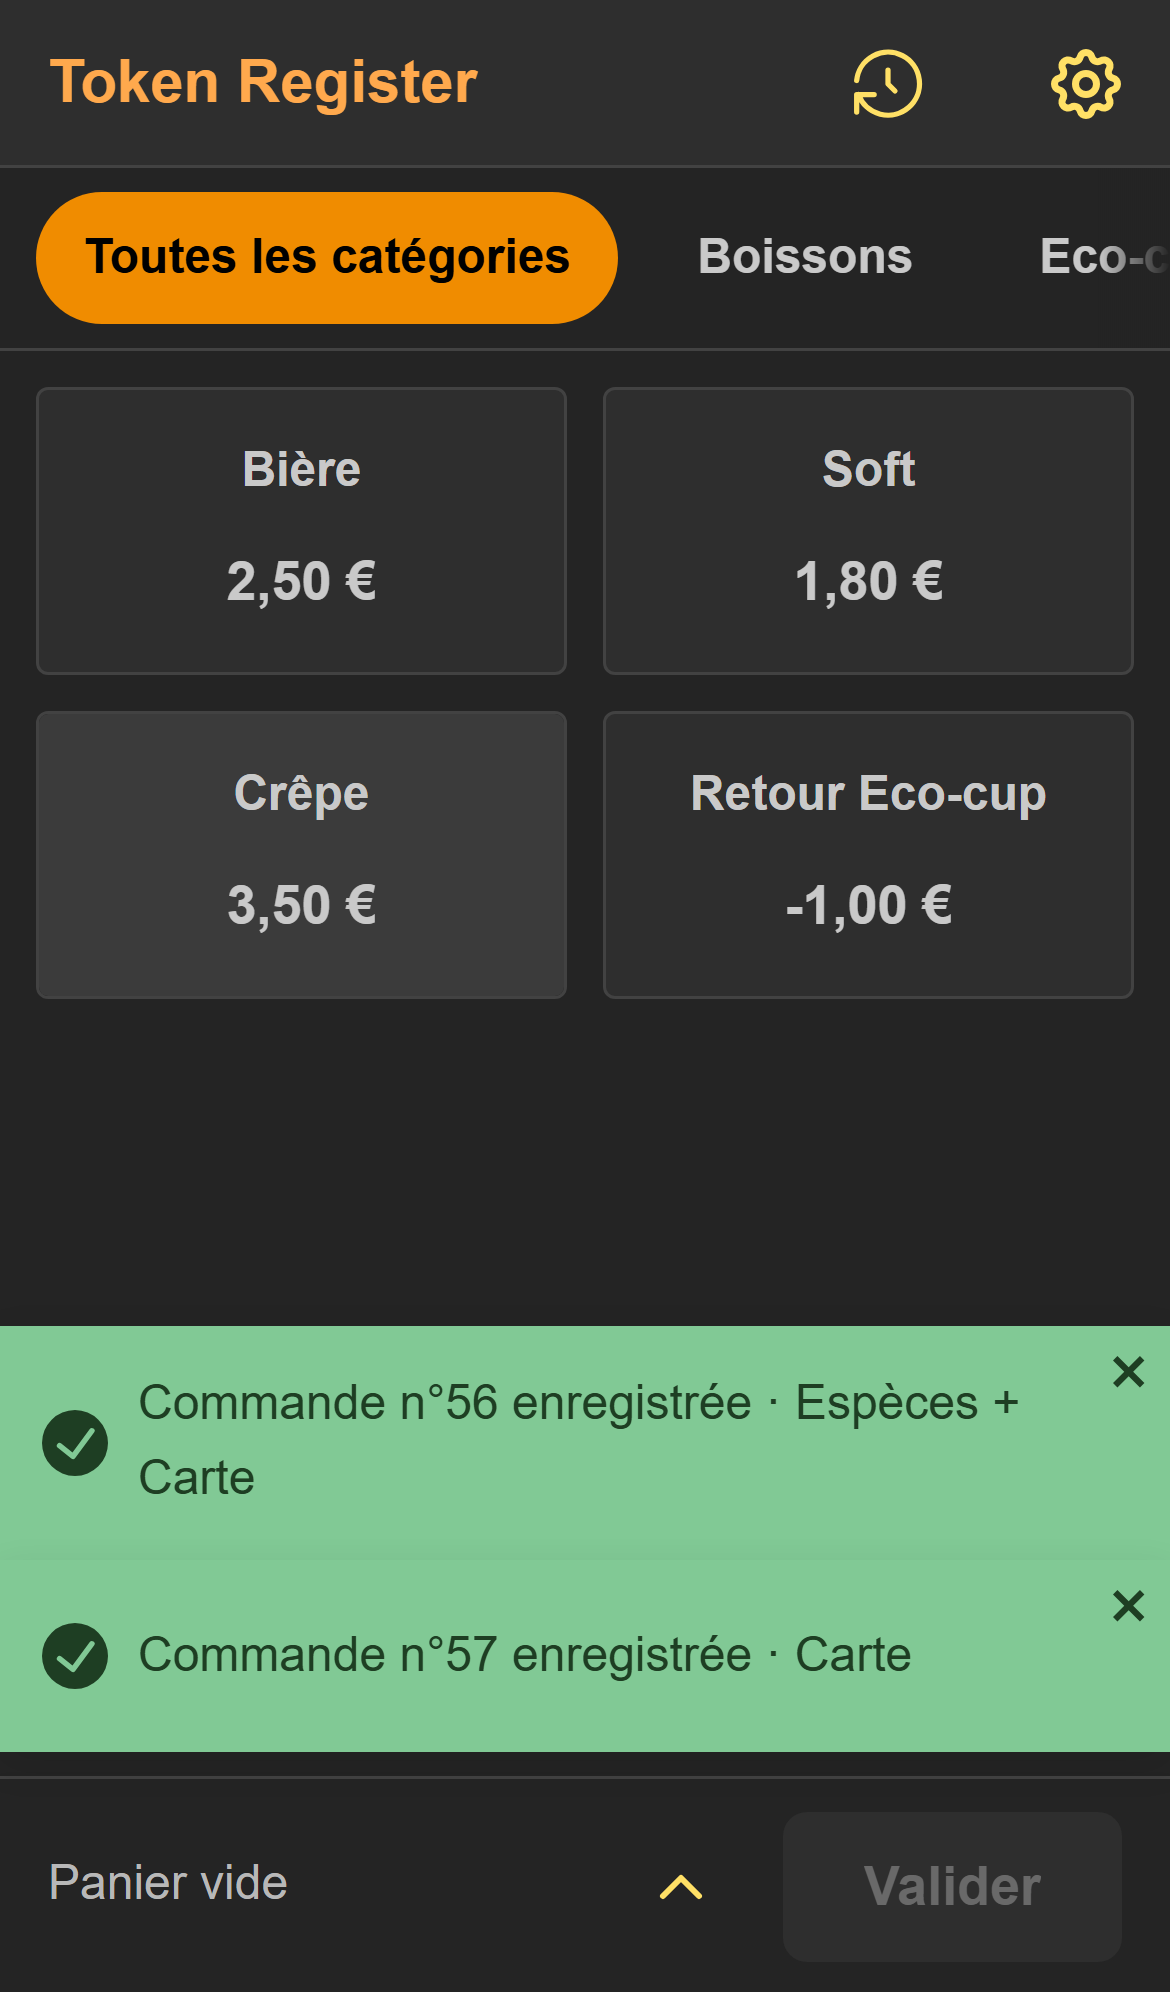 Token Register
Toutes les catégories Boissons Eco-c
Bière
2,50 €
Soft
1,80 €
Crêpe
3,50 €
Retour Eco-cup
-1,00 €
Commande n°56 enregistrée · Espèces +
Carte
Commande n°57 enregistrée · Carte
Panier vide
Valider